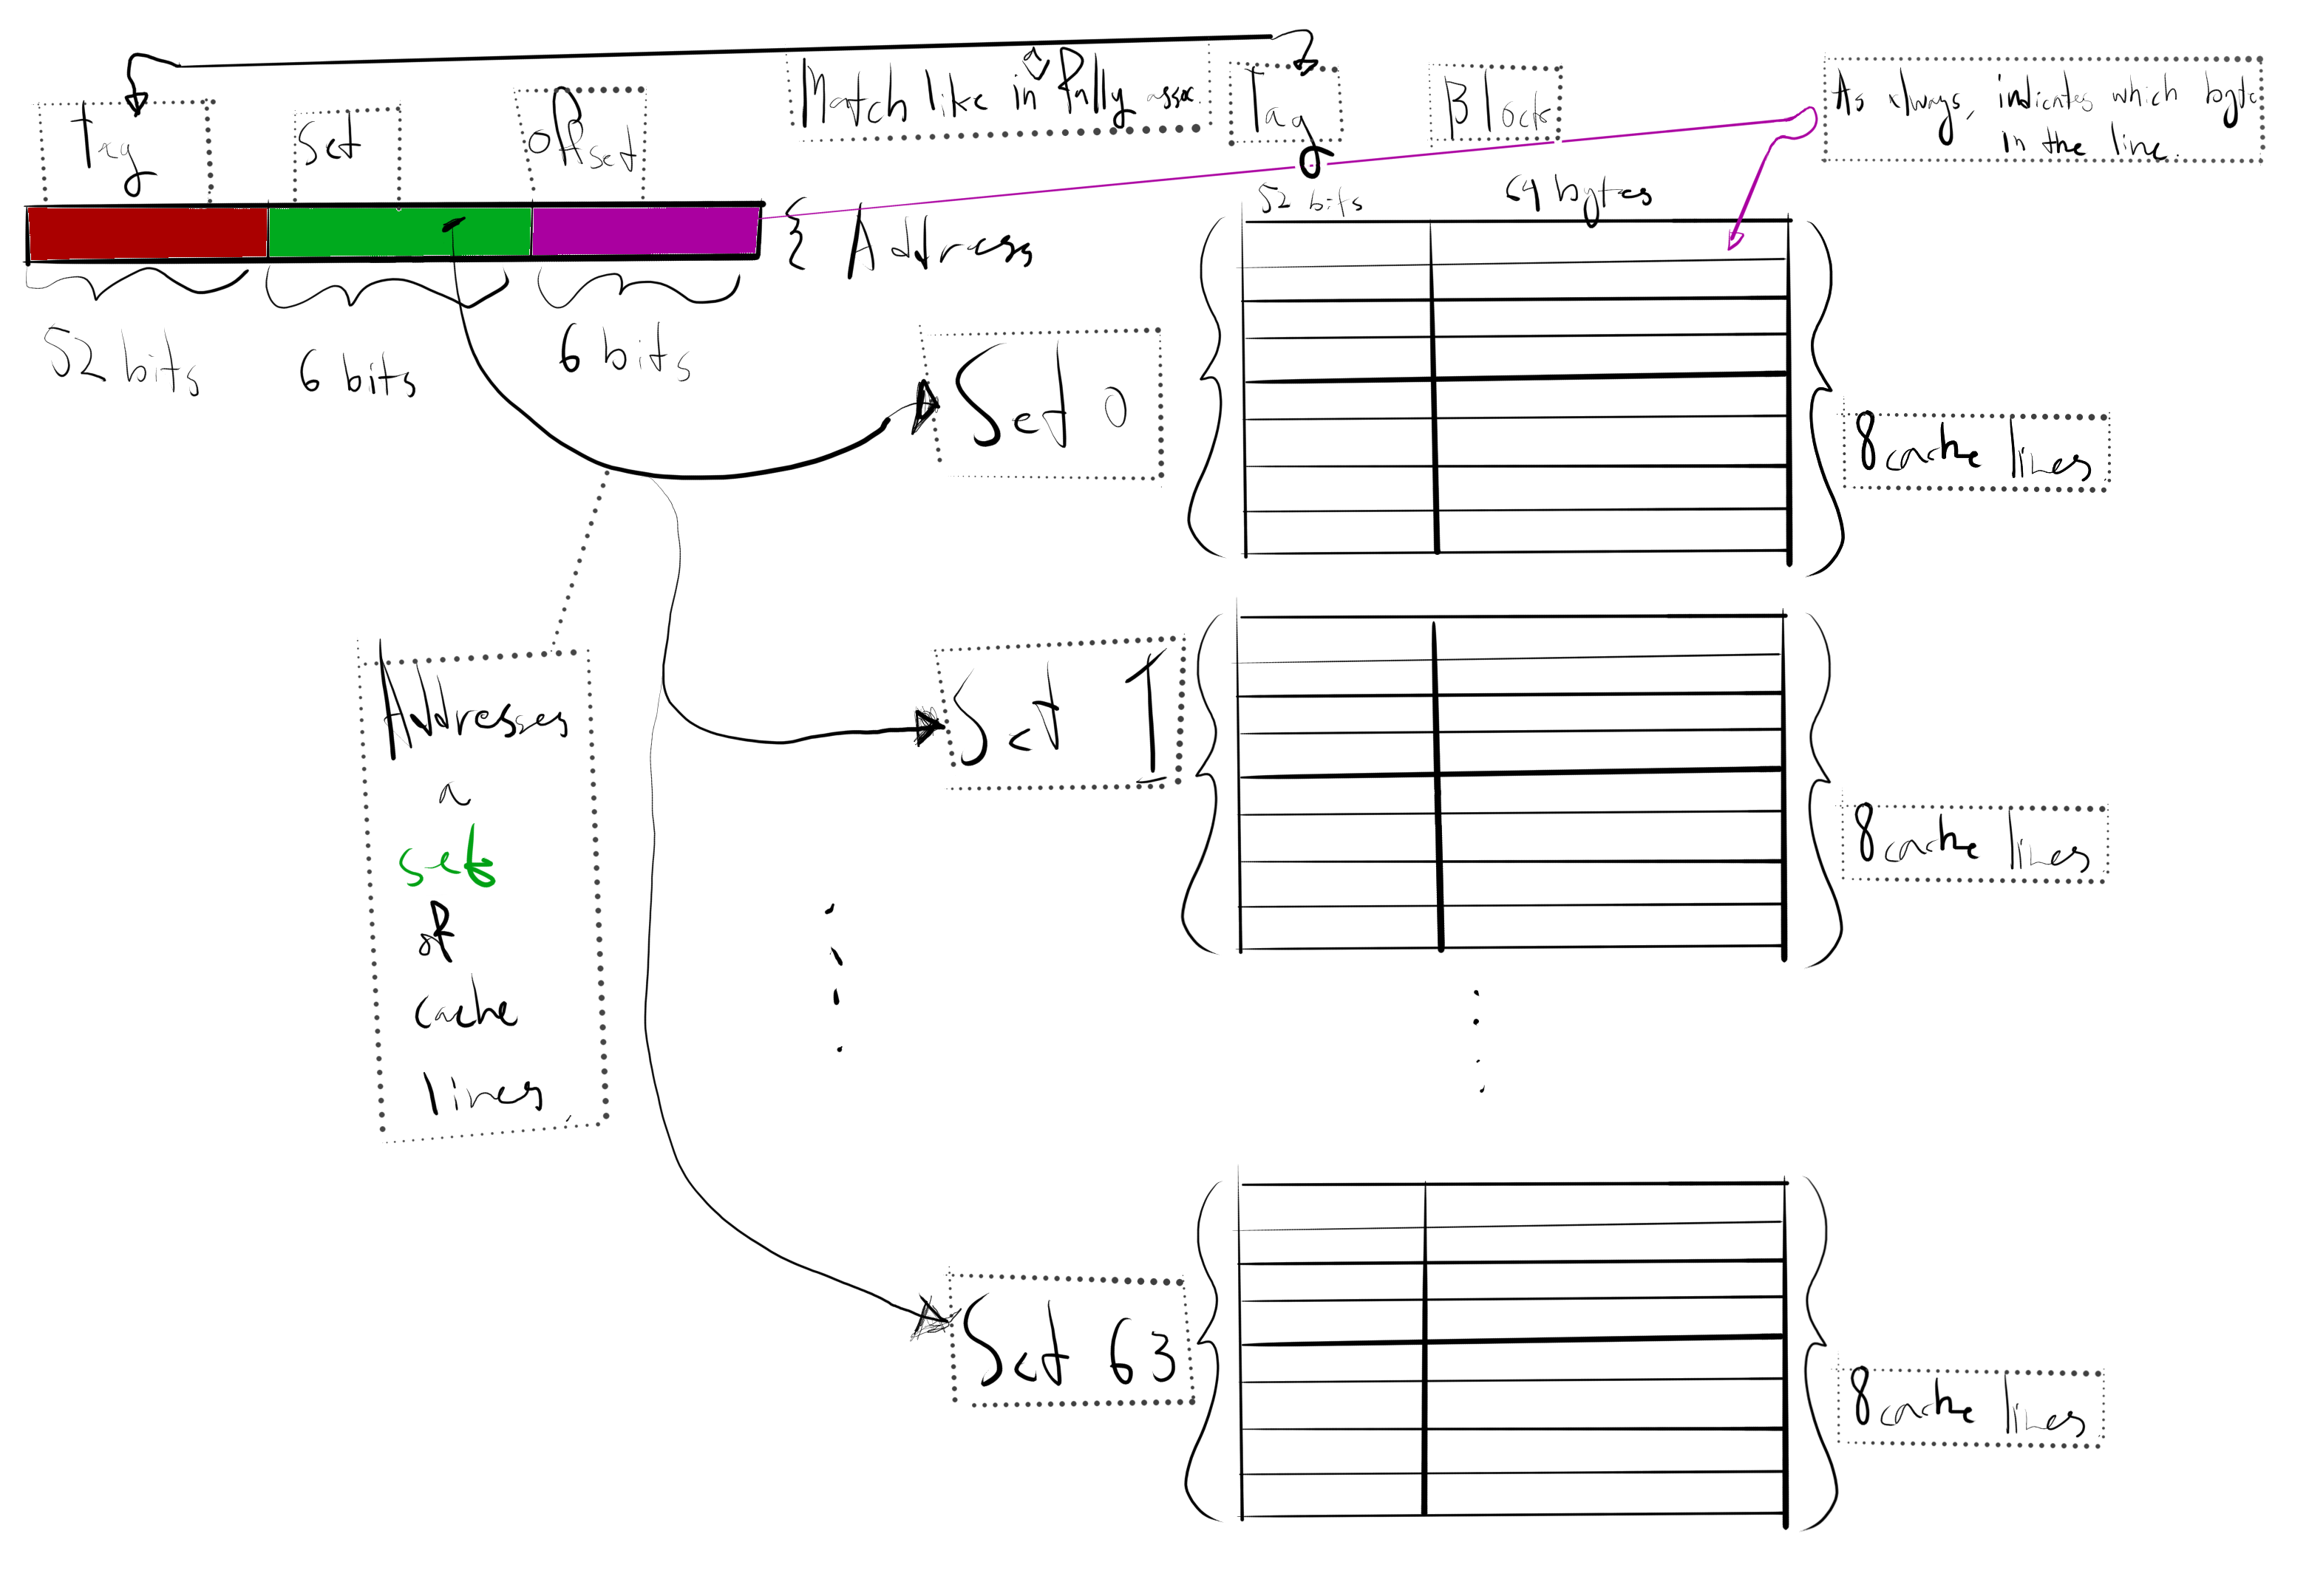 Tag
Set
Offset
Match like in a fully assoc.
Tag
Block
As always, indicates which byte
in the line.
52 bits
64 bytes
Address
52 bits
6 bits
6 bits
Set 0
8 cache lines
Addresses
a
set
of
cache
lines
Set 1
8 cache lines
Set 63
8 cache lines